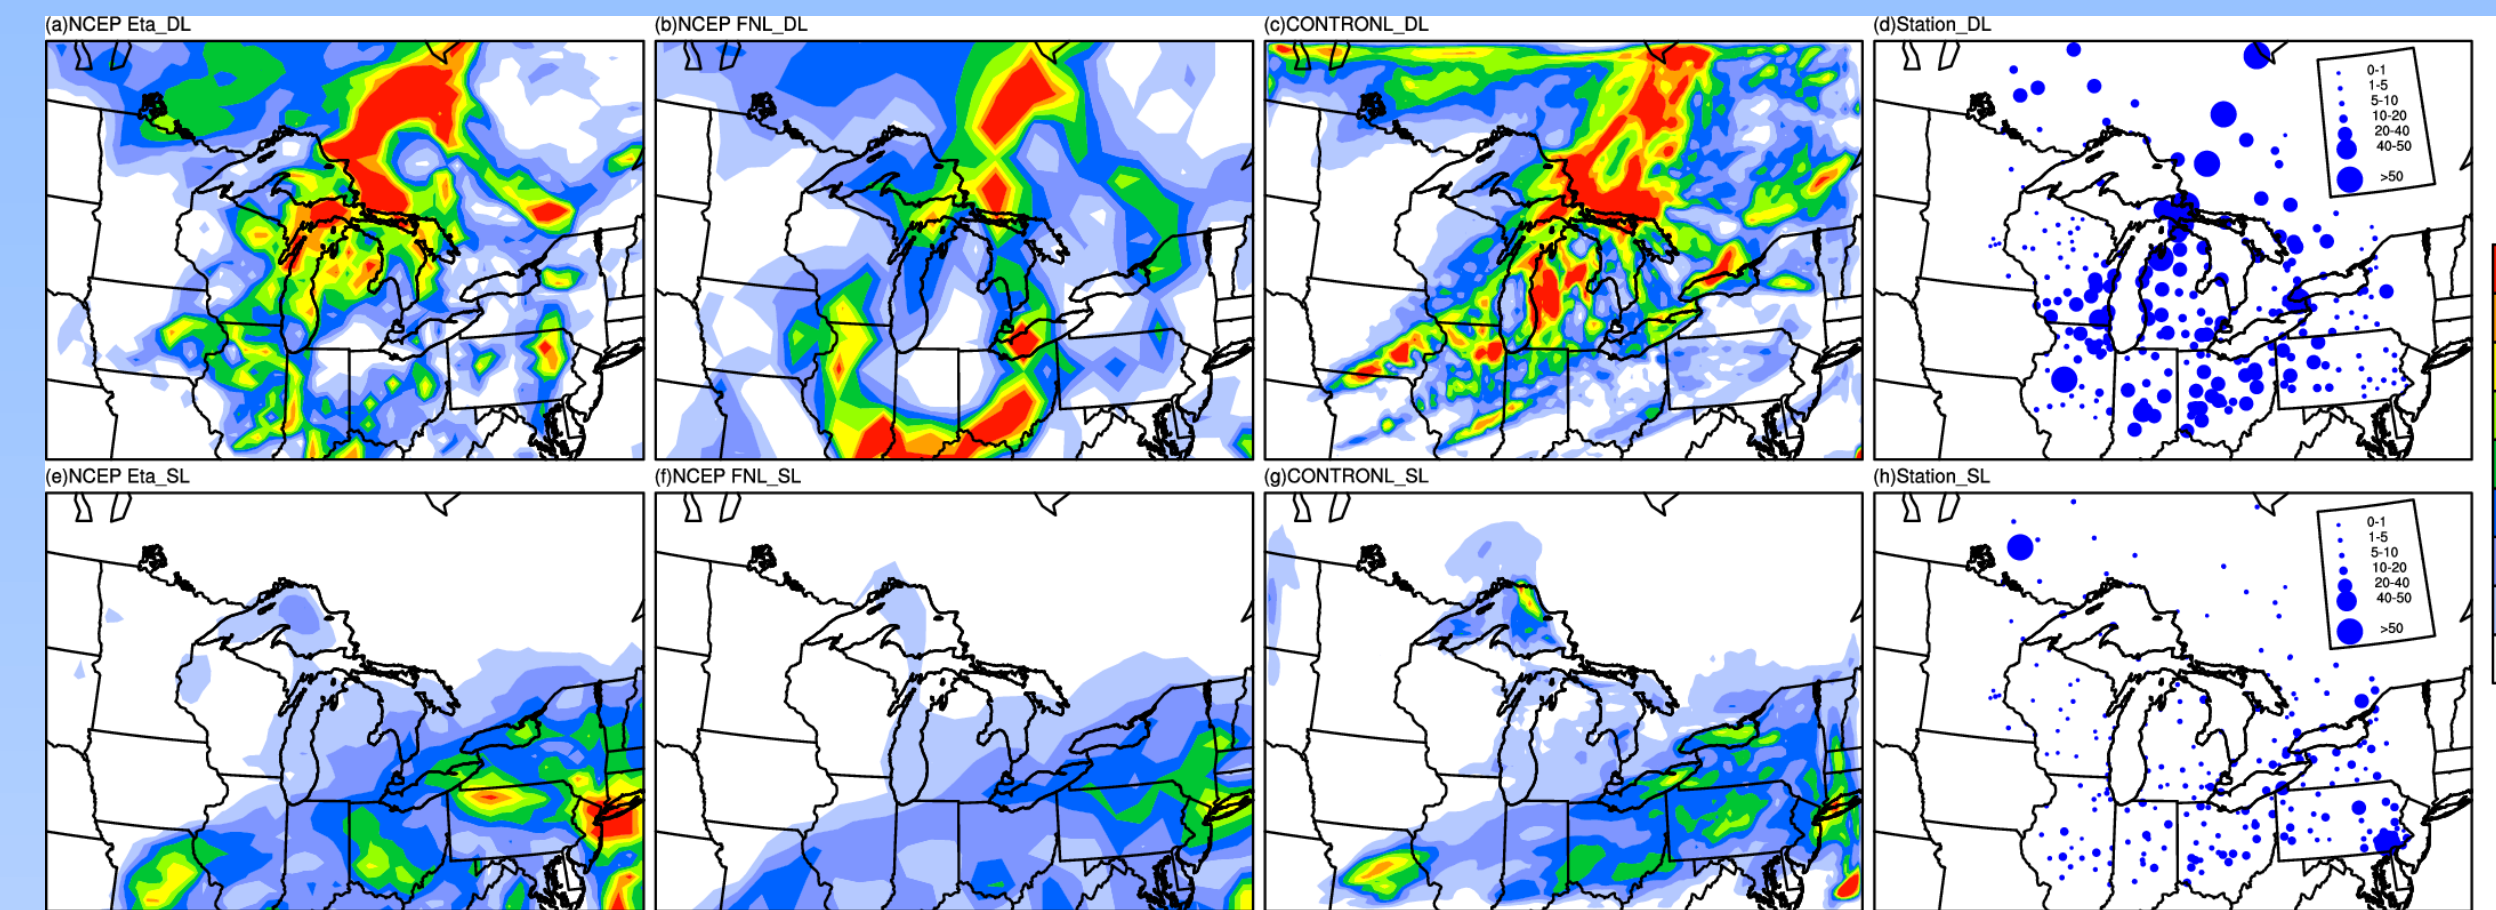 (a)NCEP Eta_DL
(b)NCEP FNL_DL
(c)CONTRONL_DL
(d)Station_DL
0-1
1-5
5-10
10-20
20-40
40-50
>50
(e)NCEP Eta_SL
(f)NCEP FNL_SL
(g)CONTRONL_SL
(h)Station_SL
0-1
1-5
5-10
10-20
20-40
40-50
>50